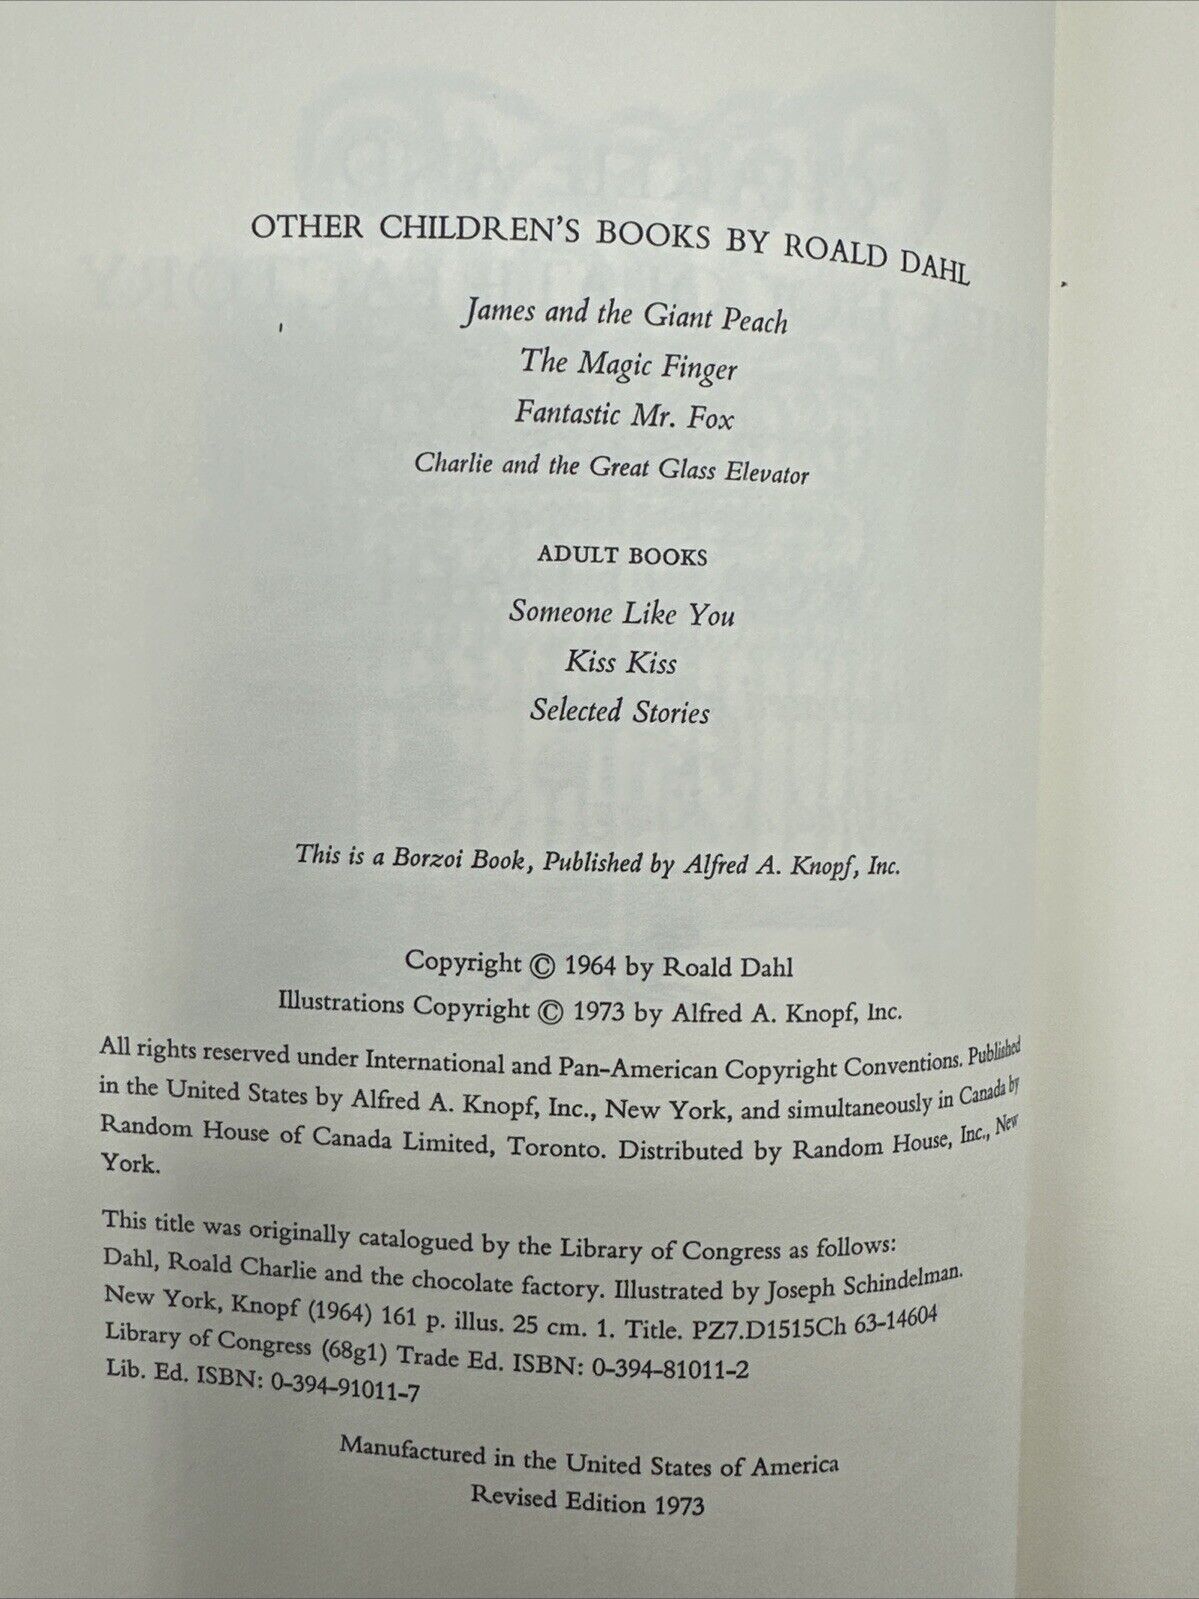 OTHER CHILDREN'S BOOKS BY ROALD DAHL
James and the Giant Peach
The Magic Finger
Fantastic Mr. Fox
Charlie and the Great Glass Elevator
ADULT BOOKS
Someone Like You
Kiss Kiss
Selected Stories
This is a Borzoi Book, Published by Alfred A. Knopf, Inc.
Copyright © 1964 by Roald Dahl
Illustrations Copyright © 1973 by Alfred A. Knopf, Inc.
All rights reserved under International and Pan-American Copyright Conventions. Published
in the United States by Alfred A. Knopf, Inc., New York, and simultaneously in Canada by
Random House of Canada Limited, Toronto. Distributed by Random House, Inc., New
York.
This title was originally catalogued by the Library of Congress as follows:
Dahl, Roald Charlie and the chocolate factory. Illustrated by Joseph Schindelman.
New York, Knopf (1964) 161 p. illus. 25 cm. 1. Title. PZ7.D1515Ch 63-14604
Library of Congress (68g1) Trade Ed. ISBN: 0-394-81011-2
Lib. Ed. ISBN: 0-394-91011-7
Manufactured in the United States of America
Revised Edition 1973